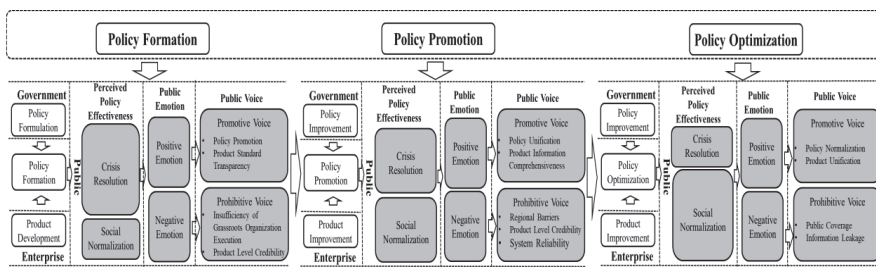 Policy Formation
Policy Promotion
Policy Optimization
Government
Policy
Formulation
Policy
Formation
Product
Development
Enterprise
Public
Perceived
Policy
Effectiveness
Crisis
Resolution
Social
Normalization
Public
Emotion
Positive
Emotion
Negative
Emotion
Public Voice
Promotive Voice
• Policy Promotion
• Product Standard
Transparency
Prohibitive Voice
• Insufficiency of
Grassroots Organization
Execution
• Product Level Credibility
Government
Policy
Improvement
Policy
Promotion
Product
Improvement
Enterprise
Public
Perceived
Policy
Effectiveness
Crisis
Resolution
Social
Normalization
Public
Emotion
Positive
Emotion
Negative
Emotion
Public Voice
Promotive Voice
• Policy Unification
• Product Information
Comprehensiveness
Prohibitive Voice
• Regional Barriers
• Product Level Credibility
• System Reliability
Government
Policy
Improvement
Policy
Optimization
Product
Improvement
Enterprise
Public
Perceived
Policy
Effectiveness
Crisis
Resolution
Social
Normalization
Public
Emotion
Positive
Emotion
Negative
Emotion
Public Voice
Promotive Voice
• Policy Normalization
• Product Unification
Prohibitive Voice
• Public Coverage
• Information Leakage